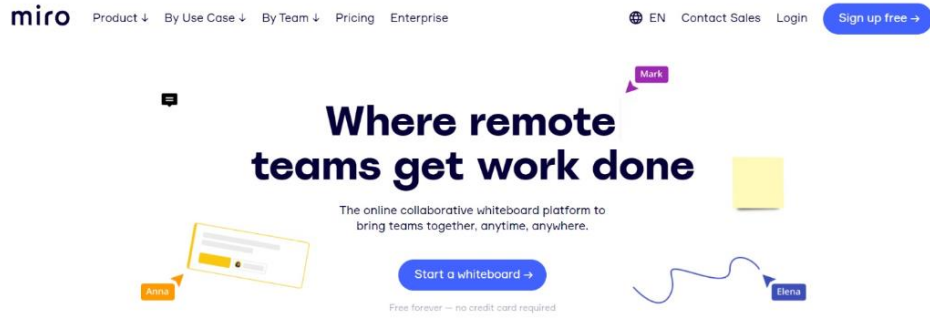 miro
Product ↓ By Use Case ↓ By Team ↓ Pricing Enterprise EN Contact Sales Login Sign up free →
Mark
Where remote
teams get work done
The online collaborative whiteboard platform to
bring teams together, anytime, anywhere.
Start a whiteboard →
Anna
Elena
Free forever — no credit card required